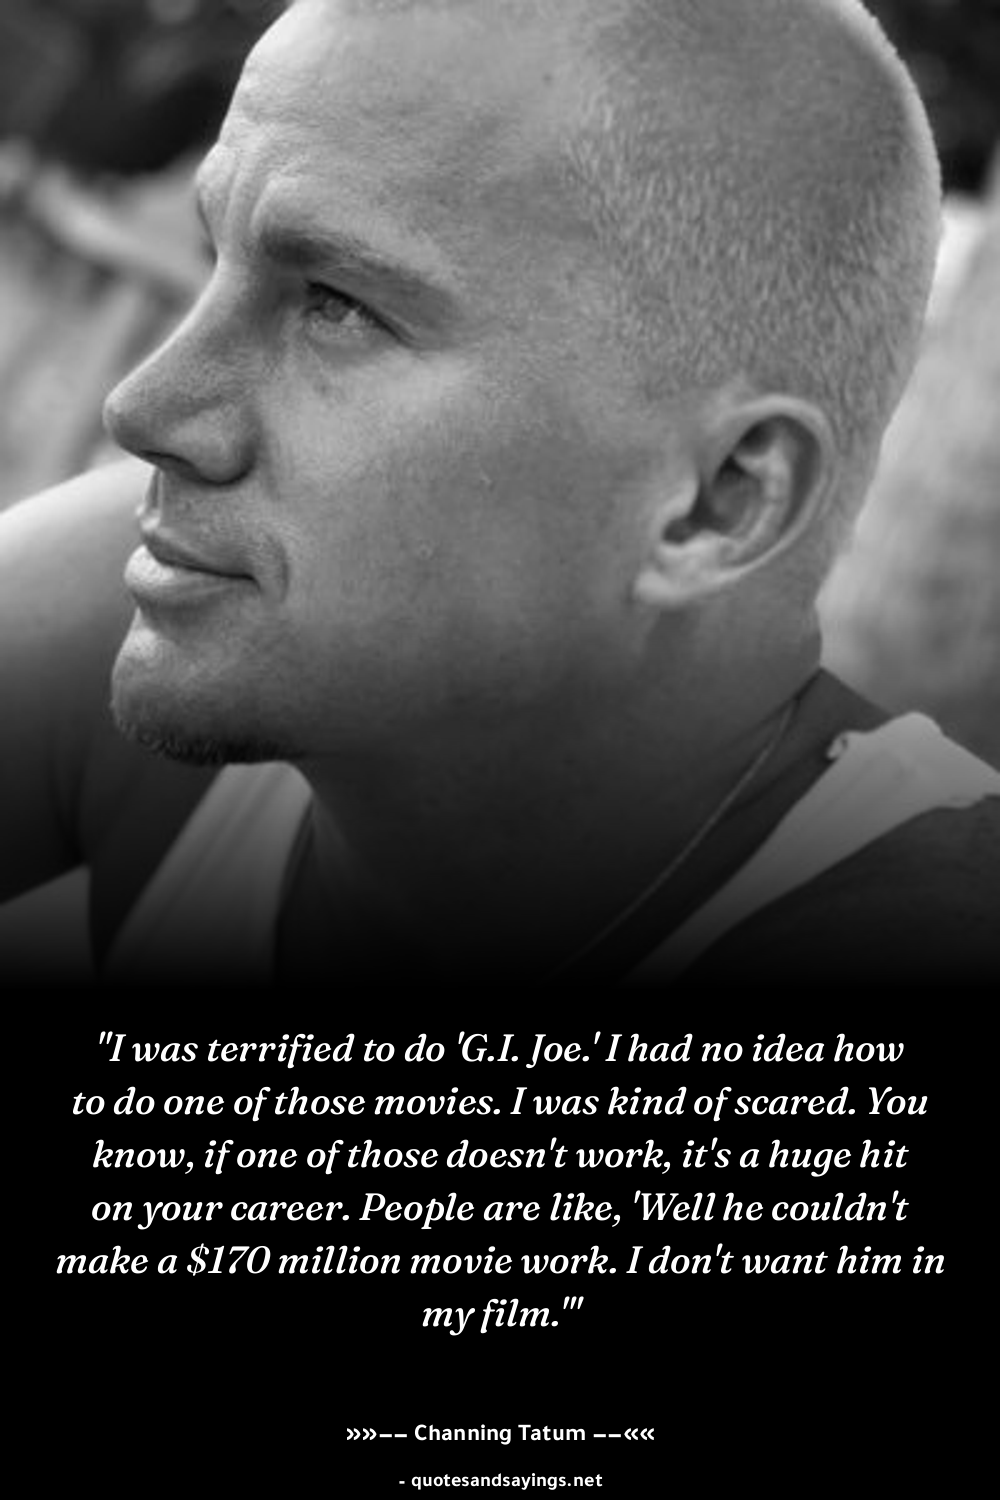 "I was terrified to do 'G.I. Joe.' I had no idea how
to do one of those movies. I was kind of scared. You
know, if one of those doesn't work, it's a huge hit
on your career. People are like, 'Well he couldn't
make a $170 million movie work. I don't want him in
my film.'"
»»−− Channing Tatum −−««
- quotesandsayings.net